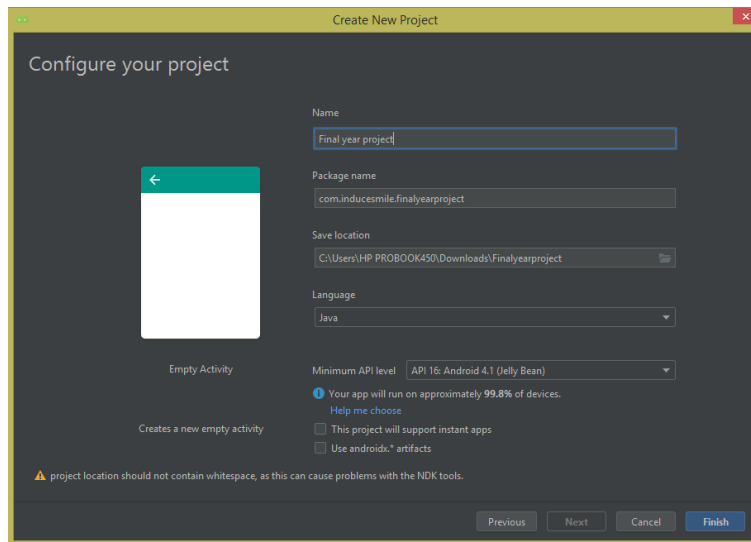 Create New Project
Configure your project
Name
Final year project
Package name
com.inducesmile.finalyearproject
Save location
C:\Users\HP PROBOOK450\Downloads\Finalyearproject
Language
Java
Empty Activity
Minimum API level API 16: Android 4.1 (Jelly Bean)
Your app will run on approximately 99.8% of devices.
Help me choose
Creates a new empty activity
This project will support instant apps
Use androidx.* artifacts
project location should not contain whitespace, as this can cause problems with the NDK tools.
Previous Next Cancel Finish